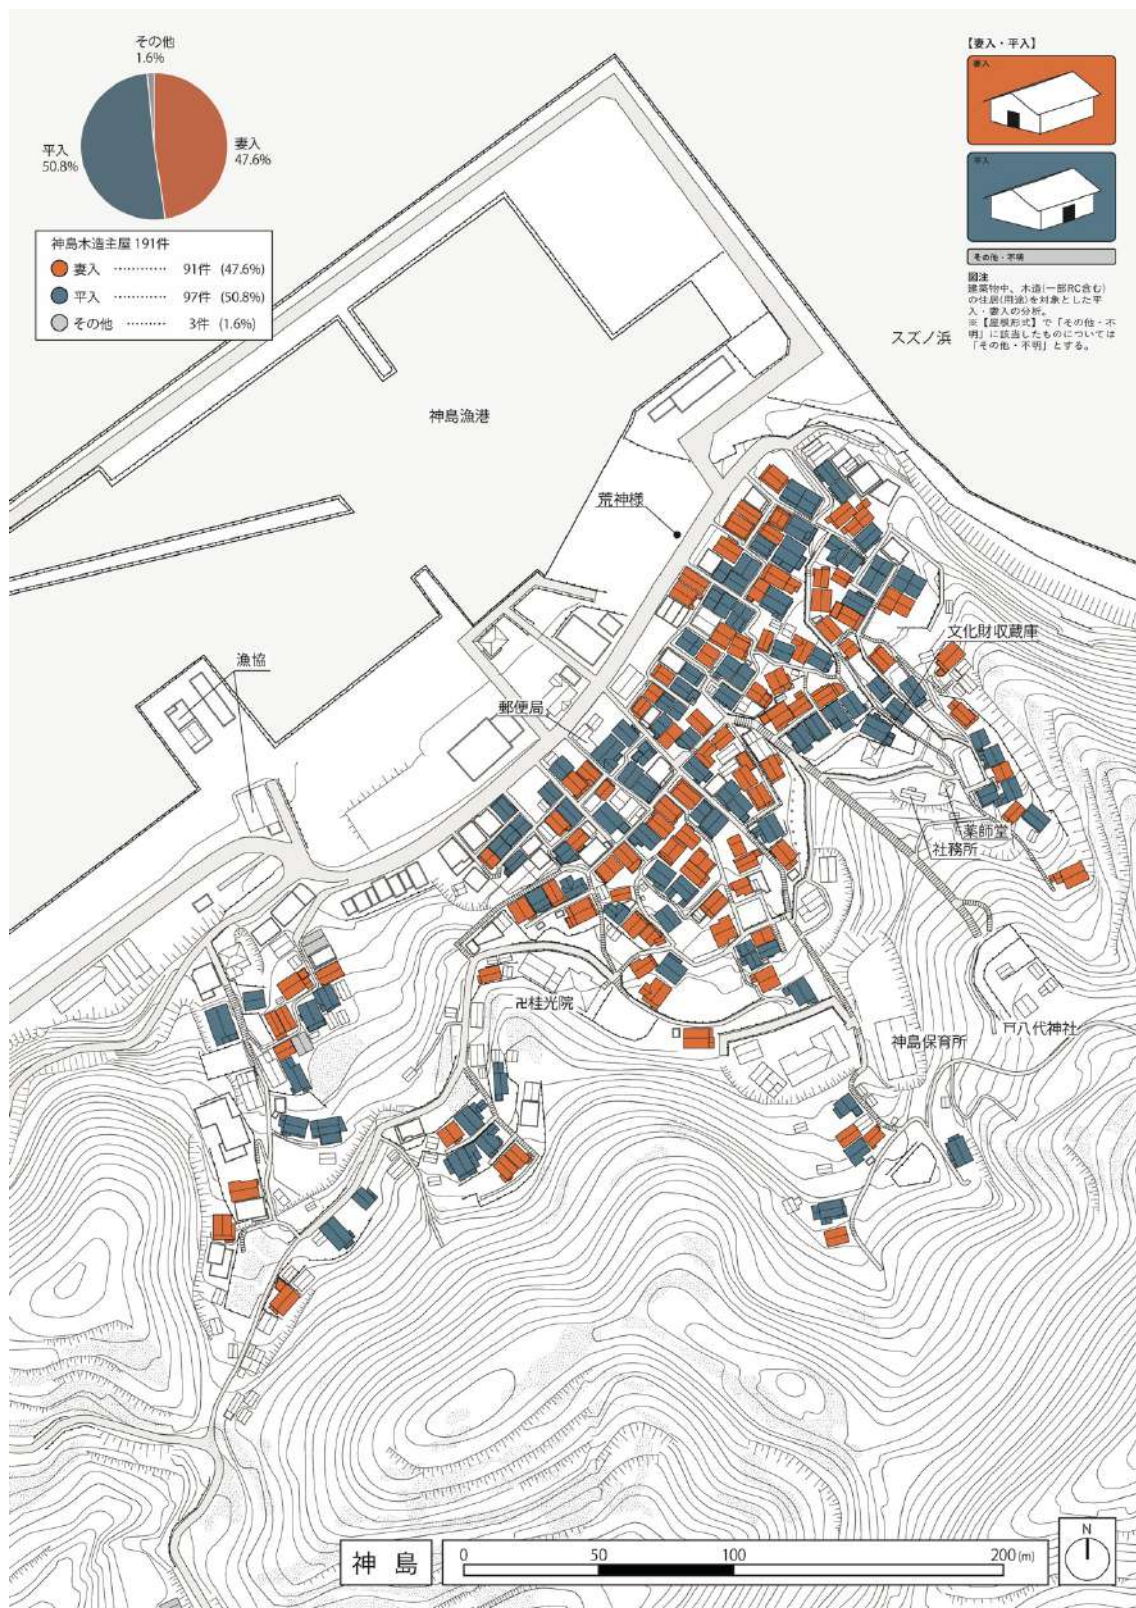 その他
1.6%
平入
50.8%
妻入
47.6%
神島木造主屋 191件
妻入 ············ 91件 (47.6%)
平入 ············ 97件 (50.8%)
その他 ········· 3件 (1.6%)
【妻入・平入】
妻入
平入
その他・不明
図注
建築物中、木造(一部RC含む)
の住居(用途)を対象とした平
入・妻入の分析。
※【屋根形式】で「その他・不
明」に該当したものについては
「その他・不明」とする。
スズノ浜
神島漁港
荒神様
文化財収蔵庫
漁協
郵便局
薬師堂
社務所
卍桂光院
神島保育所
八代神社
神島
0 50 100 200(m)
N